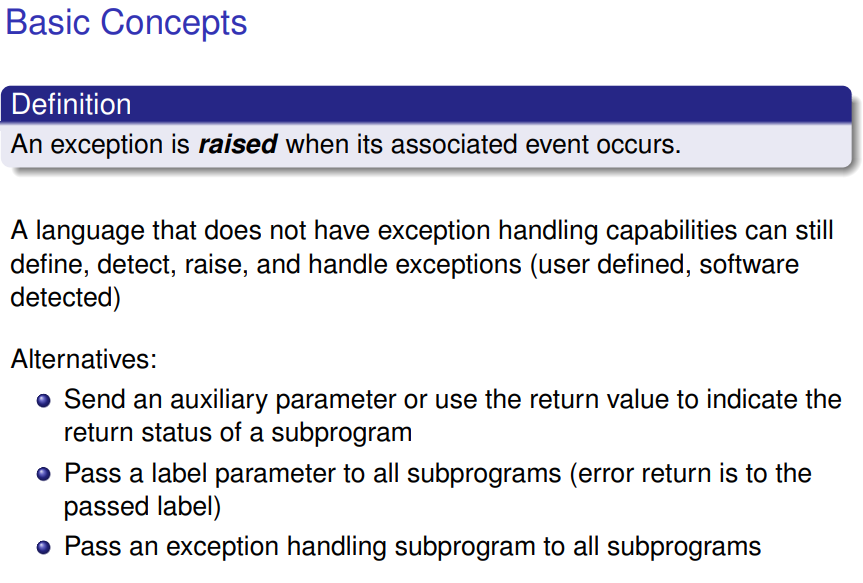 Basic Concepts
Definition
An exception is raised when its associated event occurs.
A language that does not have exception handling capabilities can still
define, detect, raise, and handle exceptions (user defined, software
detected)
Alternatives:
Send an auxiliary parameter or use the return value to indicate the
return status of a subprogram
Pass a label parameter to all subprograms (error return is to the
passed label)
Pass an exception handling subprogram to all subprograms